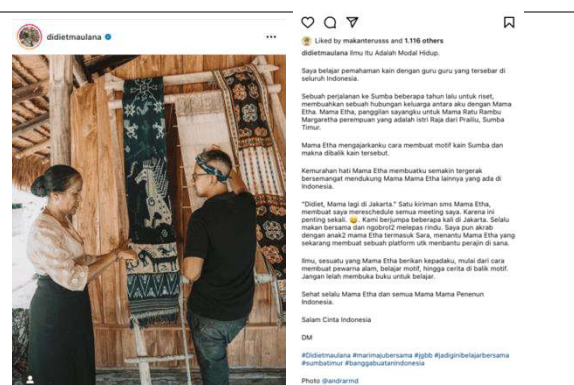 didietmaulana
Liked by makanterusss and 1.116 others
didietmaulana Ilmu Itu Adalah Modal Hidup.
Saya belajar pemahaman kain dengan guru guru yang tersebar di
seluruh Indonesia.
Sebuah perjalanan ke Sumba beberapa tahun lalu untuk riset,
membuahkan sebuah hubungan keluarga antara aku dengan Mama
Etha. Mama Etha, panggilan sayangku untuk Mama Ratu Rambu
Margaretha perempuan yang adalah istri Raja dari Prailiu, Sumba
Timur.
Mama Etha mengajarkanku cara membuat motif kain Sumba dan
makna dibalik kain tersebut.
Kemurahan hati Mama Etha membuatku semakin tergerak
bersemangat mendukung Mama Mama Etha lainnya yang ada di
Indonesia.
"Didiet, Mama lagi di Jakarta." Satu kiriman sms Mama Etha,
membuat saya mereschedule semua meeting saya. Karena ini
penting sekali. 😄. Kami berjumpa beberapa kali di Jakarta. Selalu
makan bersama dan ngobrol2 melepas rindu. Saya pun akrab
dengan anak2 mama Etha termasuk Sara, menantu Mama Etha yang
sekarang membuat sebuah platform utk membantu perajin di sana.
Ilmu, sesuatu yang Mama Etha berikan kepadaku, mulai dari cara
membuat pewarna alam, belajar motif, hingga cerita di balik motif.
Jangan lelah membuka buku untuk belajar.
Sehat selalu Mama Etha dan semua Mama Mama Penenun
Indonesia.
Salam Cinta Indonesia
DM
#Didietmaulana #marimajubersama #jgbb #jadiginibelajarbersama
#sumbatimur #banggabuatanindonesia
Photo @andrarmd